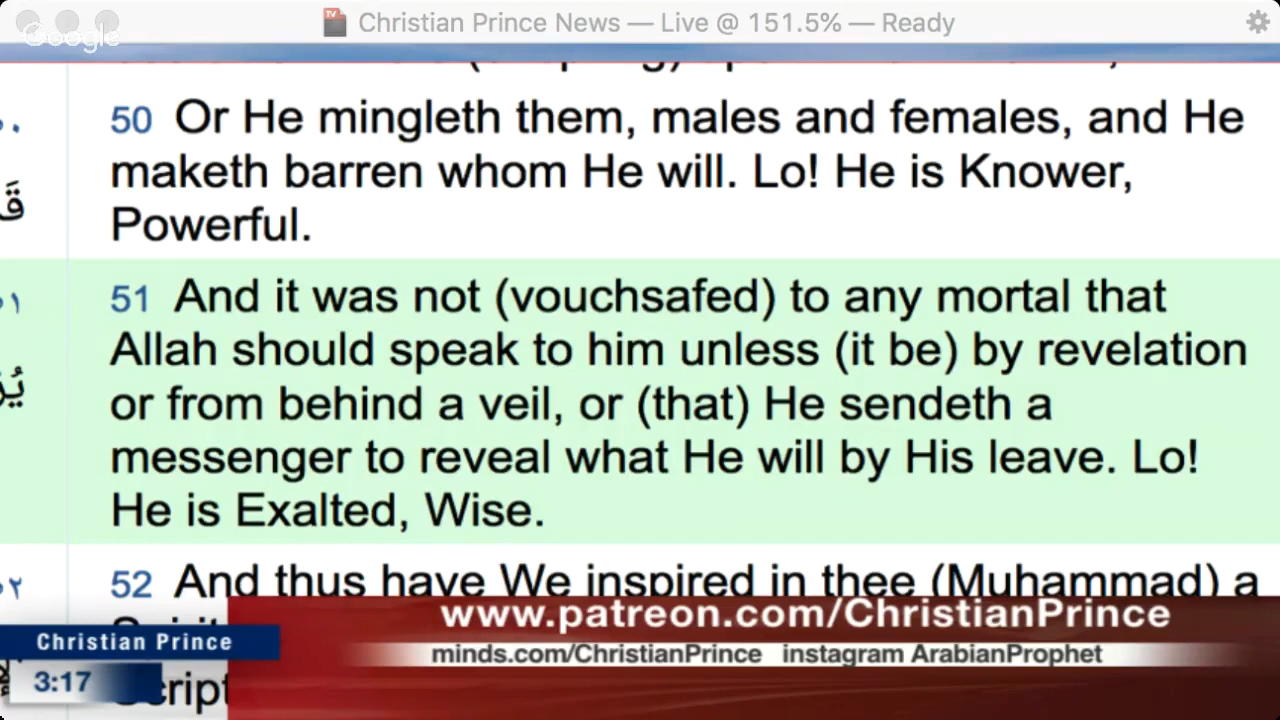 Christian Prince News — Live @ 151.5% — Ready
Google
50 Or He mingleth them, males and females, and He
maketh barren whom He will. Lo! He is Knower,
Powerful.
51 And it was not (vouchsafed) to any mortal that
Allah should speak to him unless (it be) by revelation
or from behind a veil, or (that) He sendeth a
messenger to reveal what He will by His leave. Lo!
He is Exalted, Wise.
52 And thus have We inspired in thee (Muhammad) a
www.patreon.com/ChristianPrince
Christian Prince
minds.com/ChristianPrince instagram ArabianProphet
3:17